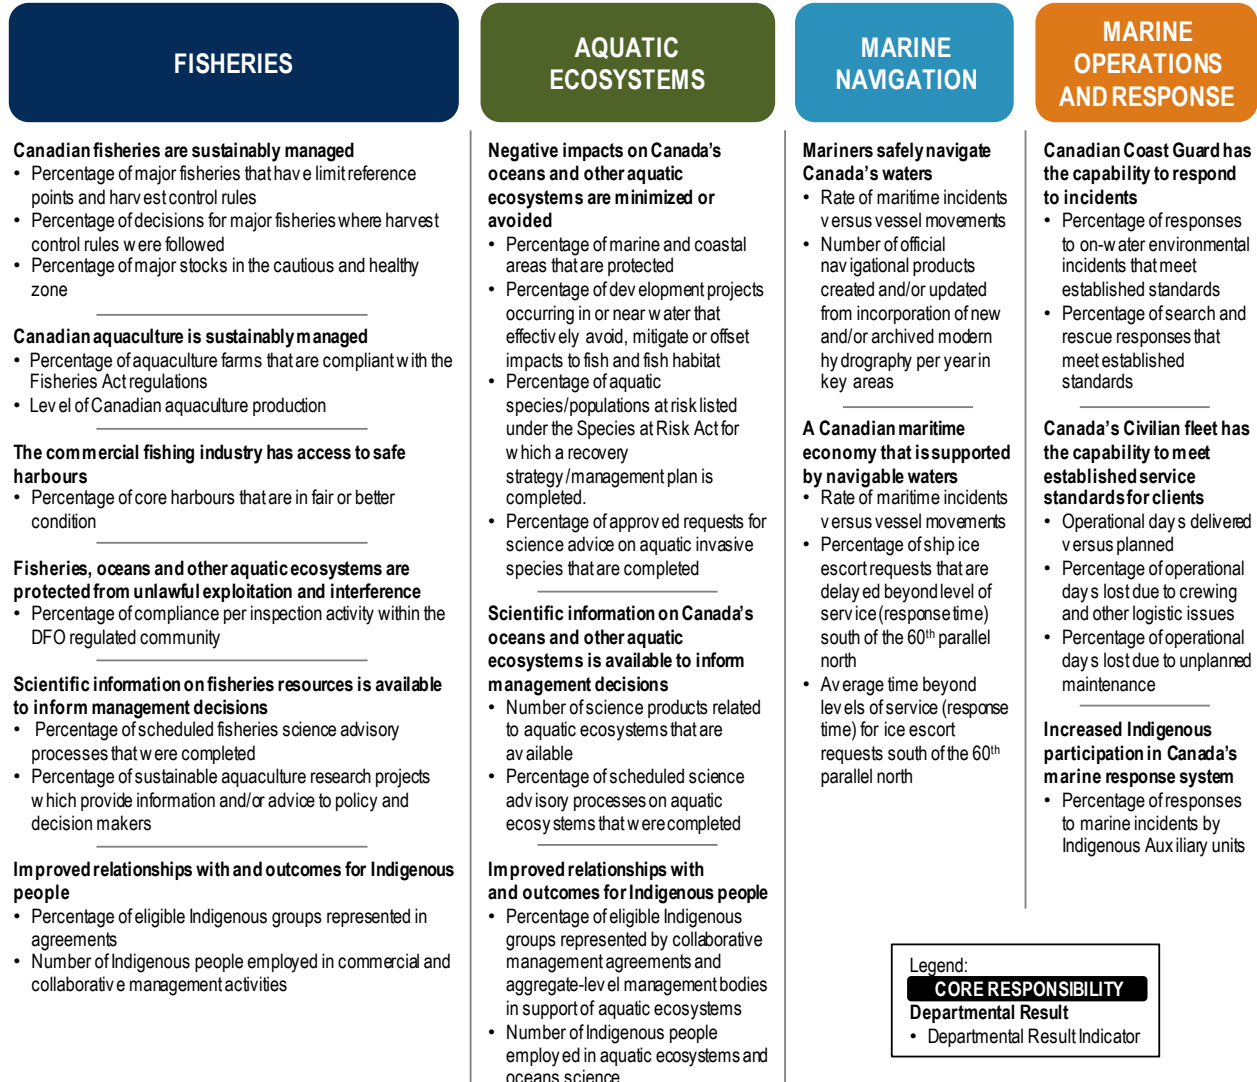 FISHERIES
Canadian fisheries are sustainably managed
• Percentage of major fisheries that have limit reference
points and harvest control rules
• Percentage of decisions for major fisheries where harvest
control rules were followed
• Percentage of major stocks in the cautious and healthy
zone
Canadian aquaculture is sustainably managed
• Percentage of aquaculture farms that are compliant with the
Fisheries Act regulations
• Level of Canadian aquaculture production
The commercial fishing industry has access to safe
harbours
• Percentage of core harbours that are in fair or better
condition
Fisheries, oceans and other aquatic ecosystems are
protected from unlawful exploitation and interference
• Percentage of compliance per inspection activity within the
DFO regulated community
Scientific information on fisheries resources is available
to inform management decisions
• Percentage of scheduled fisheries science advisory
processes that were completed
• Percentage of sustainable aquaculture research projects
which provide information and/or advice to policy and
decision makers
Improved relationships with and outcomes for Indigenous
people
• Percentage of eligible Indigenous groups represented in
agreements
• Number of Indigenous people employed in commercial and
collaborative management activities
AQUATIC
ECOSYSTEMS
Negative impacts on Canada's
oceans and other aquatic
ecosystems are minimized or
avoided
• Percentage of marine and coastal
areas that are protected
• Percentage of development projects
occurring in or near water that
effectively avoid, mitigate or offset
impacts to fish and fish habitat
• Percentage of aquatic
species/populations at risk listed
under the Species at Risk Act for
which a recovery
strategy/management plan is
completed.
• Percentage of approved requests for
science advice on aquatic invasive
species that are completed
Scientific information on Canada's
oceans and other aquatic
ecosystems is available to inform
management decisions
• Number of science products related
to aquatic ecosystems that are
available
• Percentage of scheduled science
advisory processes on aquatic
ecosystems that were completed
Improved relationships with
and outcomes for Indigenous people
• Percentage of eligible Indigenous
groups represented by collaborative
management agreements and
aggregate-level management bodies
in support of aquatic ecosystems
• Number of Indigenous people
employed in aquatic ecosystems and
oceans science
MARINE
NAVIGATION
Mariners safely navigate
Canada's waters
• Rate of maritime incidents
versus vessel movements
• Number of official
navigational products
created and/or updated
from incorporation of new
and/or archived modern
hydrography per year in
key areas
A Canadian maritime
economy that is supported
by navigable waters
• Rate of maritime incidents
versus vessel movements
• Percentage of ship ice
escort requests that are
delayed beyond level of
service (response time)
south of the 60th parallel
north
• Average time beyond
levels of service (response
time) for ice escort
requests south of the 60th
parallel north
MARINE
OPERATIONS
AND RESPONSE
Canadian Coast Guard has
the capability to respond
to incidents
• Percentage of responses
to on-water environmental
incidents that meet
established standards
• Percentage of search and
rescue responses that
meet established
standards
Canada's Civilian fleet has
the capability to meet
established service
standards for clients
• Operational days delivered
versus planned
• Percentage of operational
days lost due to crewing
and other logistic issues
• Percentage of operational
days lost due to unplanned
maintenance
Increased Indigenous
participation in Canada's
marine response system
• Percentage of responses
to marine incidents by
Indigenous Auxiliary units
Legend:
CORE RESPONSIBILITY
Departmental Result
• Departmental Result Indicator